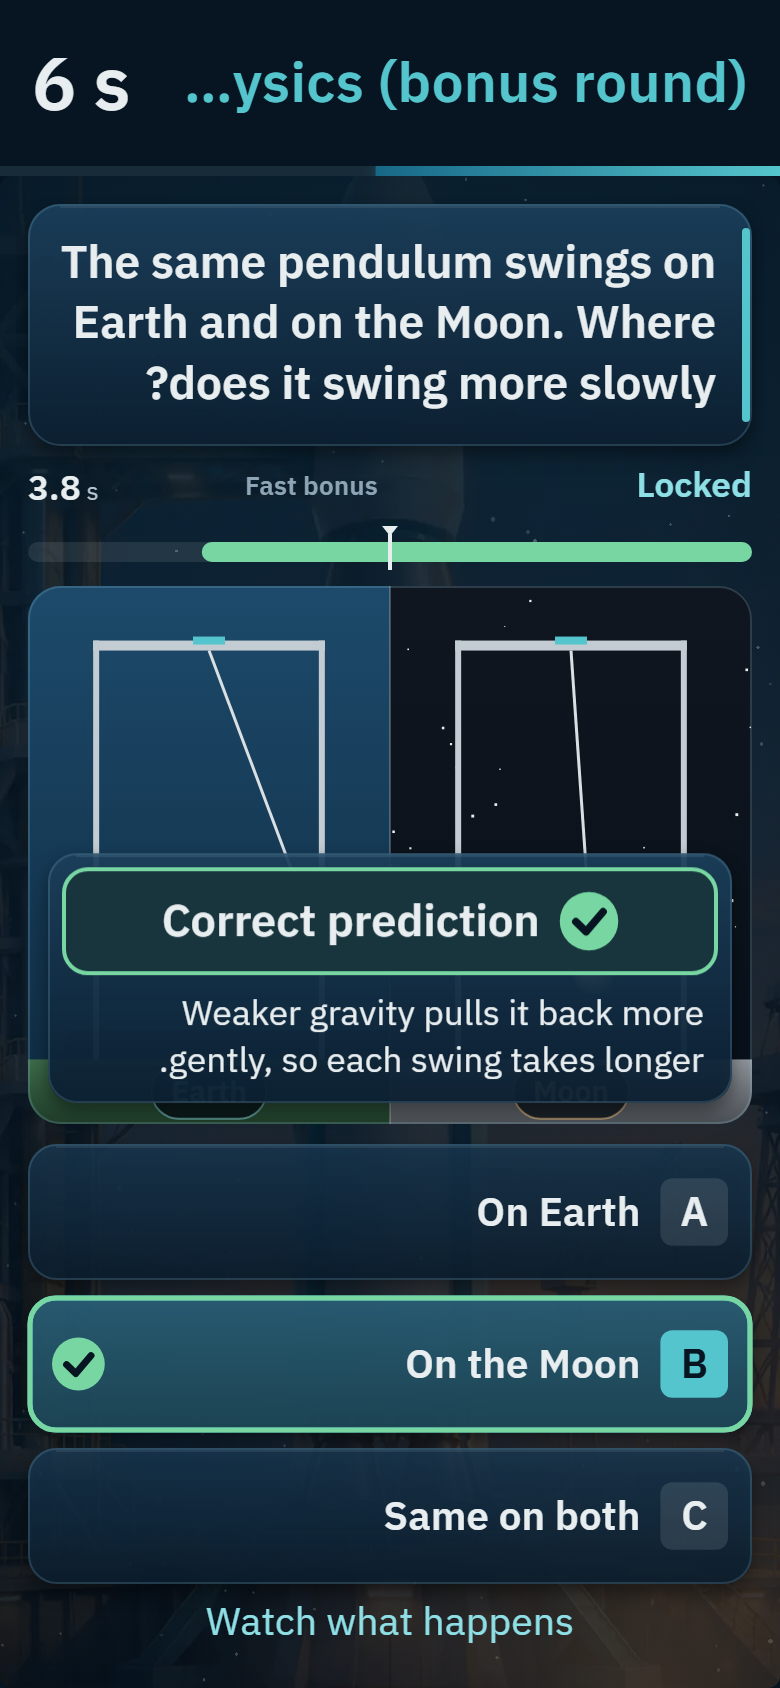 6 s
...ysics (bonus round)
The same pendulum swings on
Earth and on the Moon. Where
?does it swing more slowly
3.8 s
Fast bonus
Locked
Correct prediction
Weaker gravity pulls it back more
.gently, so each swing takes longer
Earth
Moon
On Earth
A
On the Moon
B
Same on both
C
Watch what happens